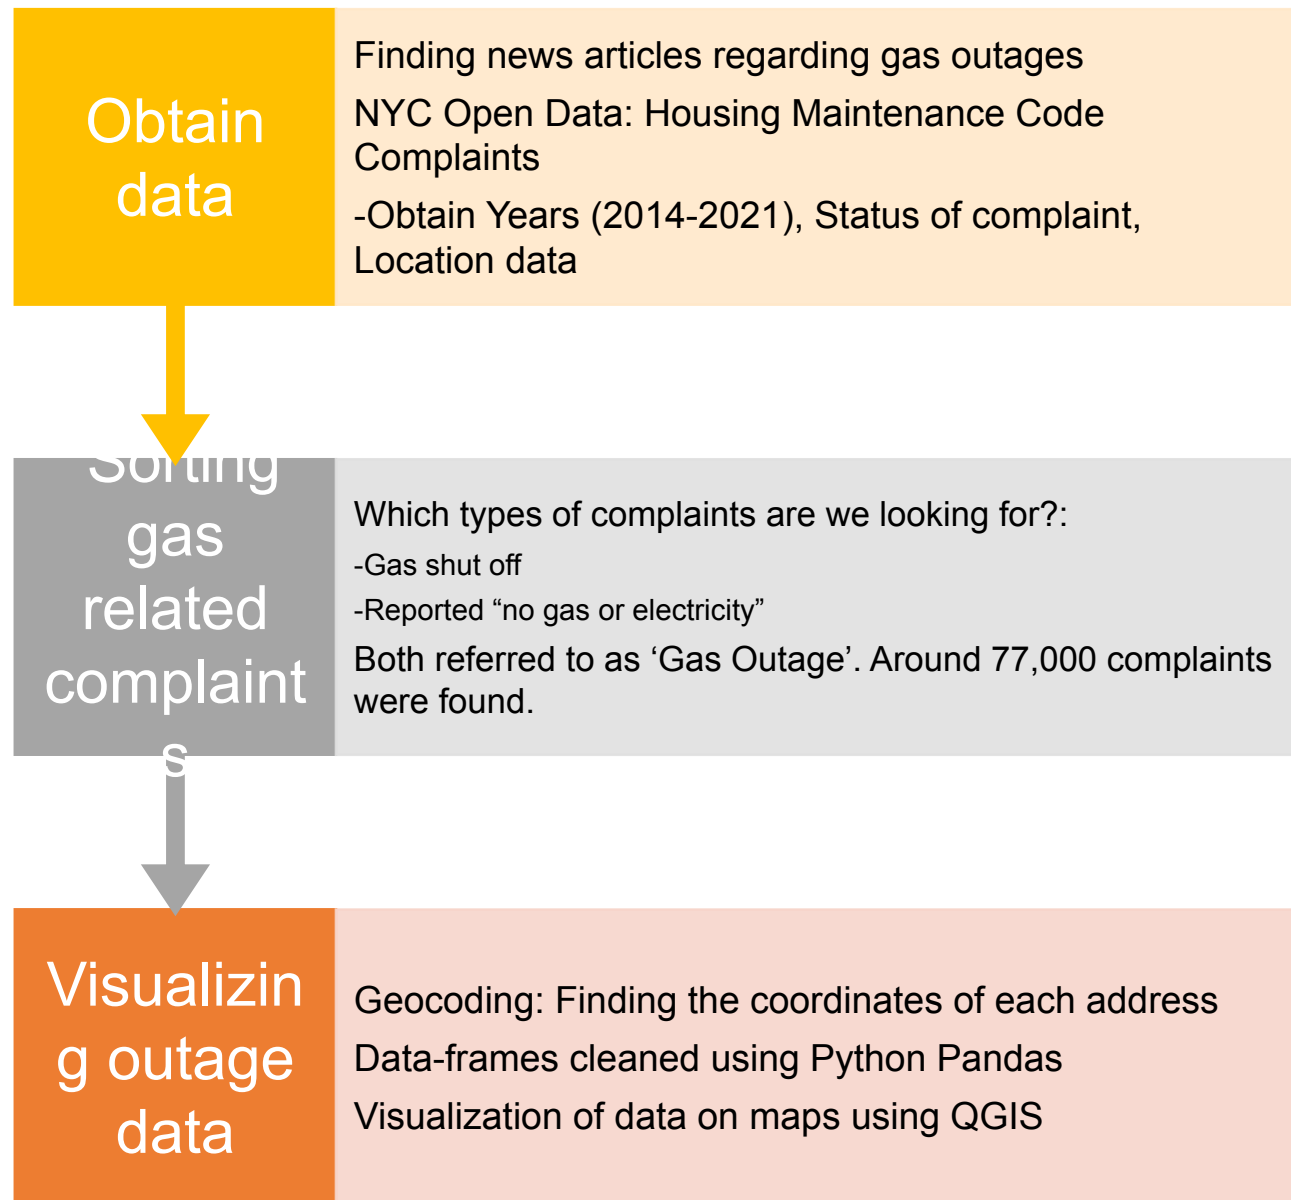 Obtain
data
Finding news articles regarding gas outages
NYC Open Data: Housing Maintenance Code
Complaints
-Obtain Years (2014-2021), Status of complaint,
Location data
Sorting
gas
related
complaint
s
Which types of complaints are we looking for?:
-Gas shut off
-Reported “no gas or electricity”
Both referred to as ‘Gas Outage’. Around 77,000 complaints
were found.
Visualizin
g outage
data
Geocoding: Finding the coordinates of each address
Data-frames cleaned using Python Pandas
Visualization of data on maps using QGIS